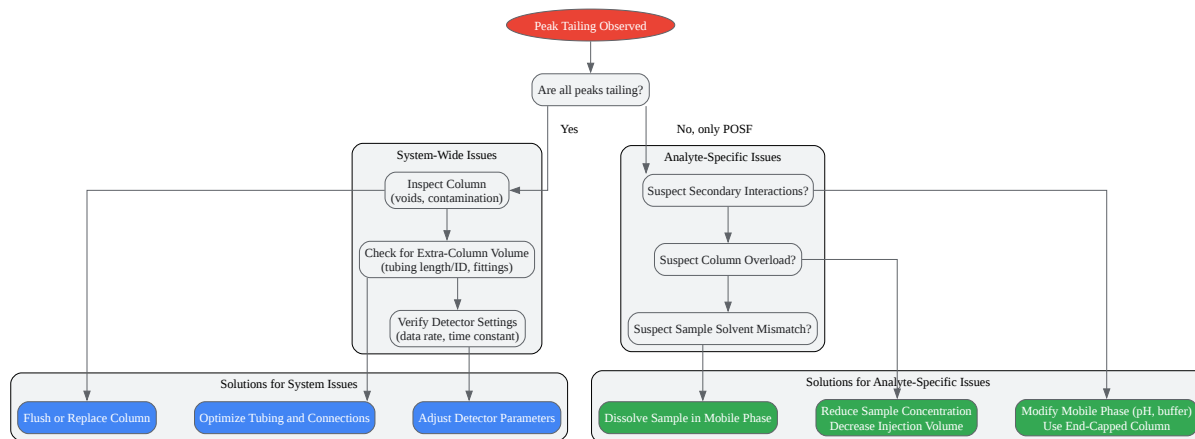 Peak Tailing Observed
Are all peaks tailing?
Yes
No, only POSF
System-Wide Issues
Inspect Column
(voids, contamination)
Check for Extra-Column Volume
(tubing length/ID, fittings)
Verify Detector Settings
(data rate, time constant)
Analyte-Specific Issues
Suspect Secondary Interactions?
Suspect Column Overload?
Suspect Sample Solvent Mismatch?
Solutions for System Issues
Flush or Replace Column
Optimize Tubing and Connections
Adjust Detector Parameters
Solutions for Analyte-Specific Issues
Dissolve Sample in Mobile Phase
Reduce Sample Concentration
Decrease Injection Volume
Modify Mobile Phase (pH, buffer)
Use End-Capped Column